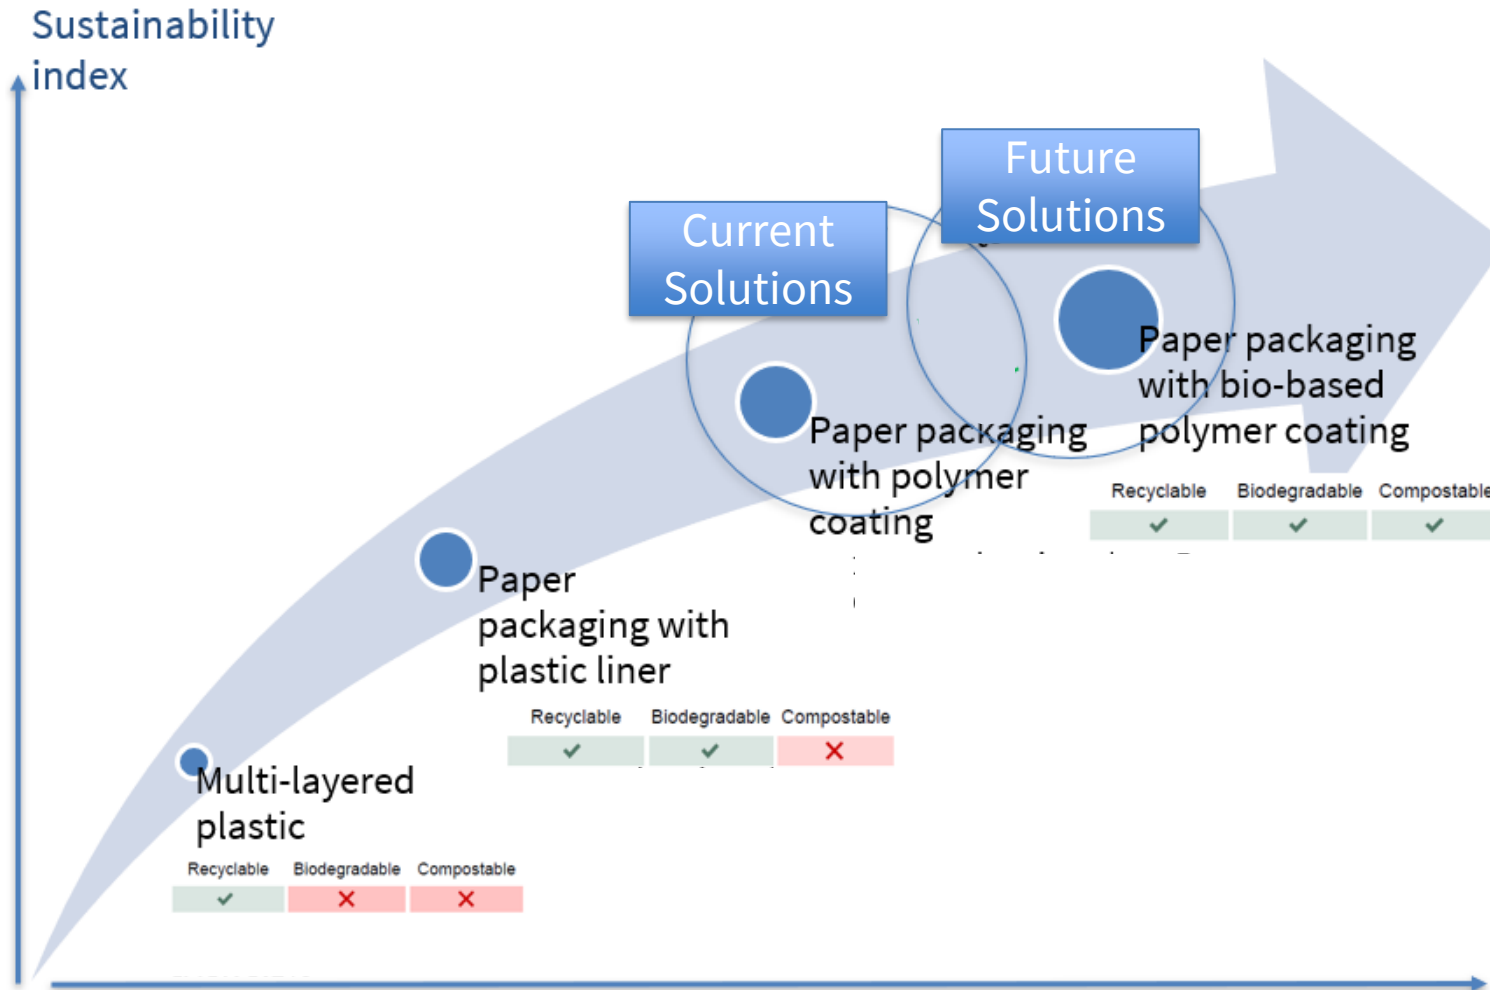 Sustainability
index
Future
Solutions
Current
Solutions
Paper packaging
with bio-based
polymer coating
Recyclable Biodegradable Compostable
Paper packaging
with polymer
coating
Paper
packaging with
plastic liner
Recyclable Biodegradable Compostable
Multi-layered
plastic
Recyclable Biodegradable Compostable